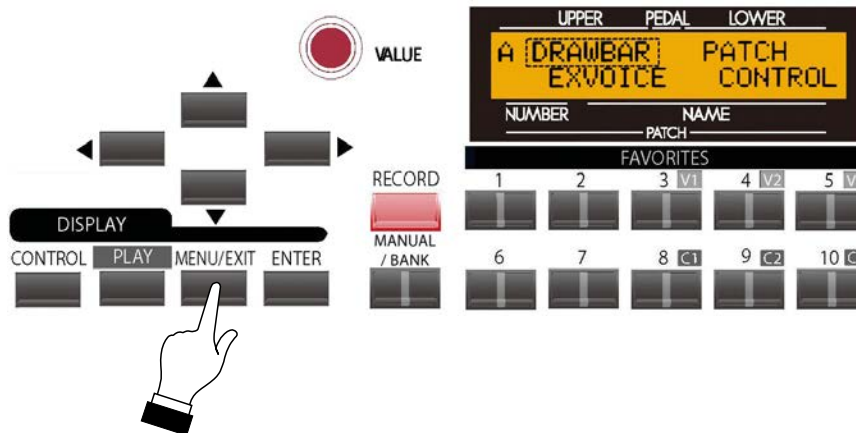 UPPER PEDAL LOWER
VALUE
A DRAWBAR PATCH
EXVOICE CONTROL
NUMBER NAME
PATCH
FAVORITES
RECORD
1 2 3 V1 4 V2 5
DISPLAY
CONTROL PLAY MENU/EXIT ENTER
MANUAL
/ BANK
6 7 8 C1 9 C2 10